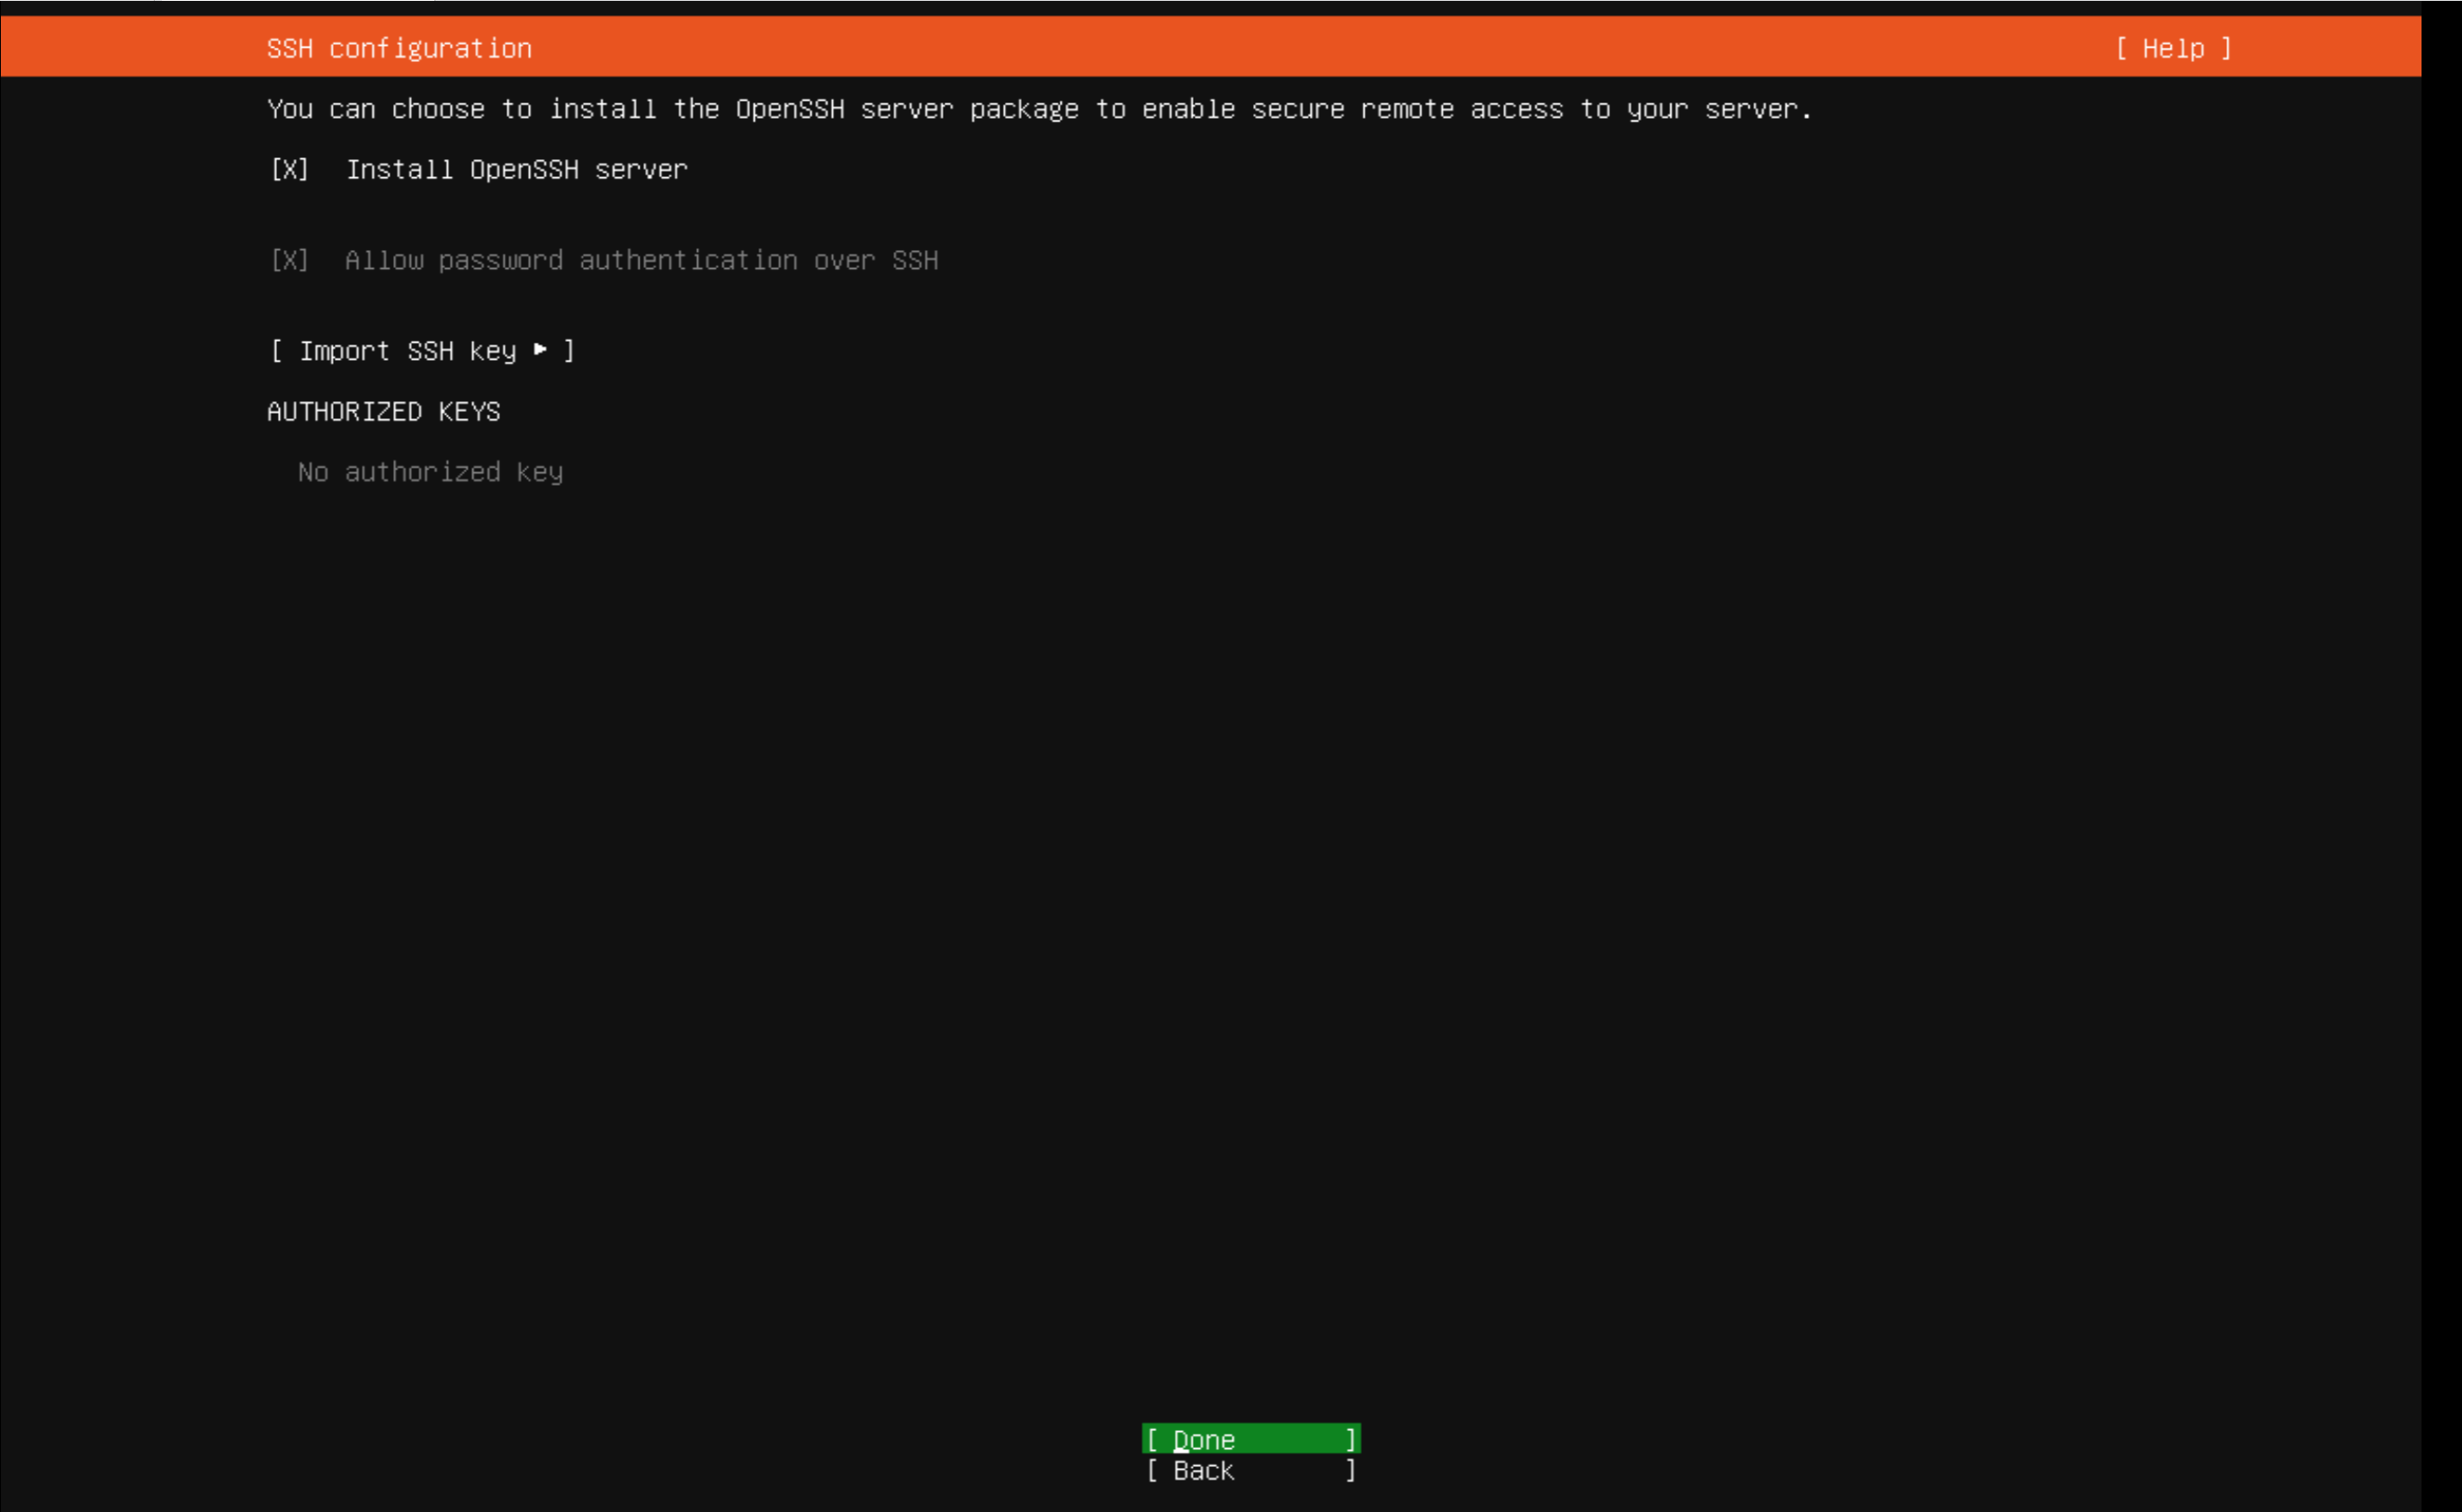 SSH configuration [ Help ]
You can choose to install the OpenSSH server package to enable secure remote access to your server.
[X] Install OpenSSH server
[X] Allow password authentication over SSH
[ Import SSH key ► ]
AUTHORIZED KEYS
No authorized key
[ Done ]
[ Back ]